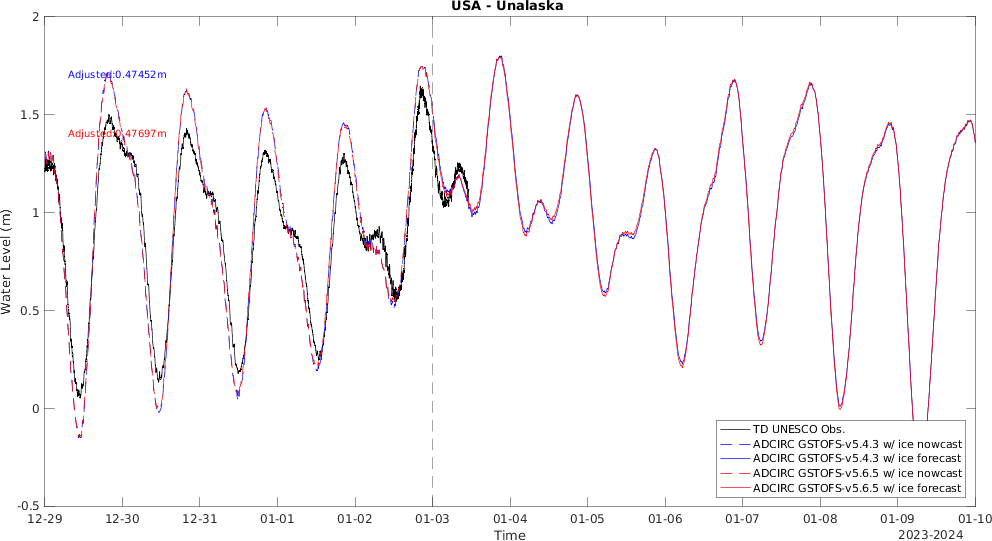 USA - Unalaska
2
1.5
1
0.5
0
-0.5
Water Level (m)
Adjusted:0.47452m
Adjusted:0.47697m
TD UNESCO Obs.
ADCIRC GSTOFS-v5.4.3 w/ ice nowcast
ADCIRC GSTOFS-v5.4.3 w/ ice forecast
ADCIRC GSTOFS-v5.6.5 w/ ice nowcast
ADCIRC GSTOFS-v5.6.5 w/ ice forecast
12-29 12-30 12-31 01-01 01-02 01-03 01-04 01-05 01-06 01-07 01-08 01-09 01-10
Time
2023-2024